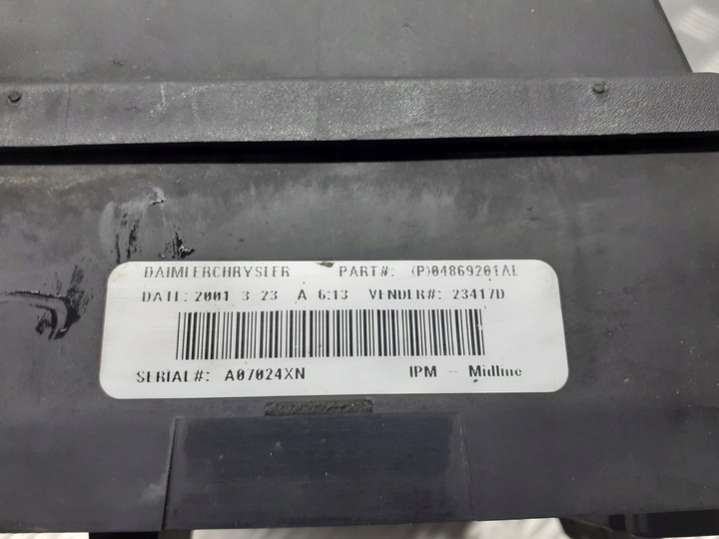 DAIMLERCHRYSLER PART#: (P)04869201AE
DATE: 2001 3 23 A 6:13 VENDER#: 23417D
SERIAL#: A07024XN IPM - Midline